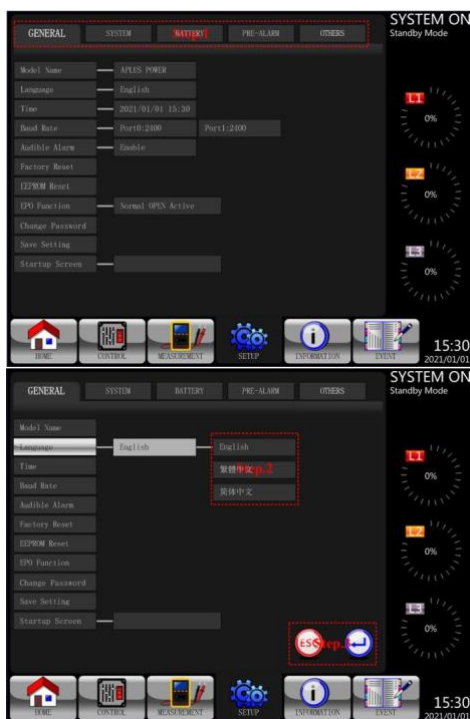 SYSTEM ON
Standby Mode
GENERAL SYSTEM BATTERY PRE-ALARM OTHERS
Step.1
Model Name APLUS POWER
Language English
Time 2021/01/01 15:30
Baud Rate Port0:2400 Port1:2400
Audible Alarm Enable
Factory Reset
EEPROM Reset
EPO Function Normal OPEN Active
Change Password
Save Setting
Startup Screen
L1
0%
L2
0%
L3
0%
HOME CONTROL MEASUREMENT SETUP INFORMATION EVENT
15:30
2021/01/01
SYSTEM ON
Standby Mode
GENERAL SYSTEM BATTERY PRE-ALARM OTHERS
Model Name
Language English English
Time 繁體中文 Step.2
Baud Rate 简体中文
Audible Alarm
Factory Reset
EEPROM Reset
EPO Function
Change Password
Save Setting
Startup Screen
ESC
L1
0%
L2
0%
L3
0%
HOME CONTROL MEASUREMENT SETUP INFORMATION EVENT
15:30
2021/01/01